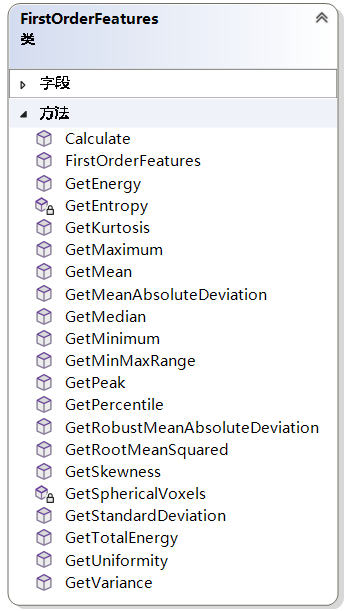 FirstOrderFeatures
类
字段
方法
Calculate
FirstOrderFeatures
GetEnergy
GetEntropy
GetKurtosis
GetMaximum
GetMean
GetMeanAbsoluteDeviation
GetMedian
GetMinimum
GetMinMaxRange
GetPeak
GetPercentile
GetRobustMeanAbsoluteDeviation
GetRootMeanSquared
GetSkewness
GetSphericalVoxels
GetStandardDeviation
GetTotalEnergy
GetUniformity
GetVariance